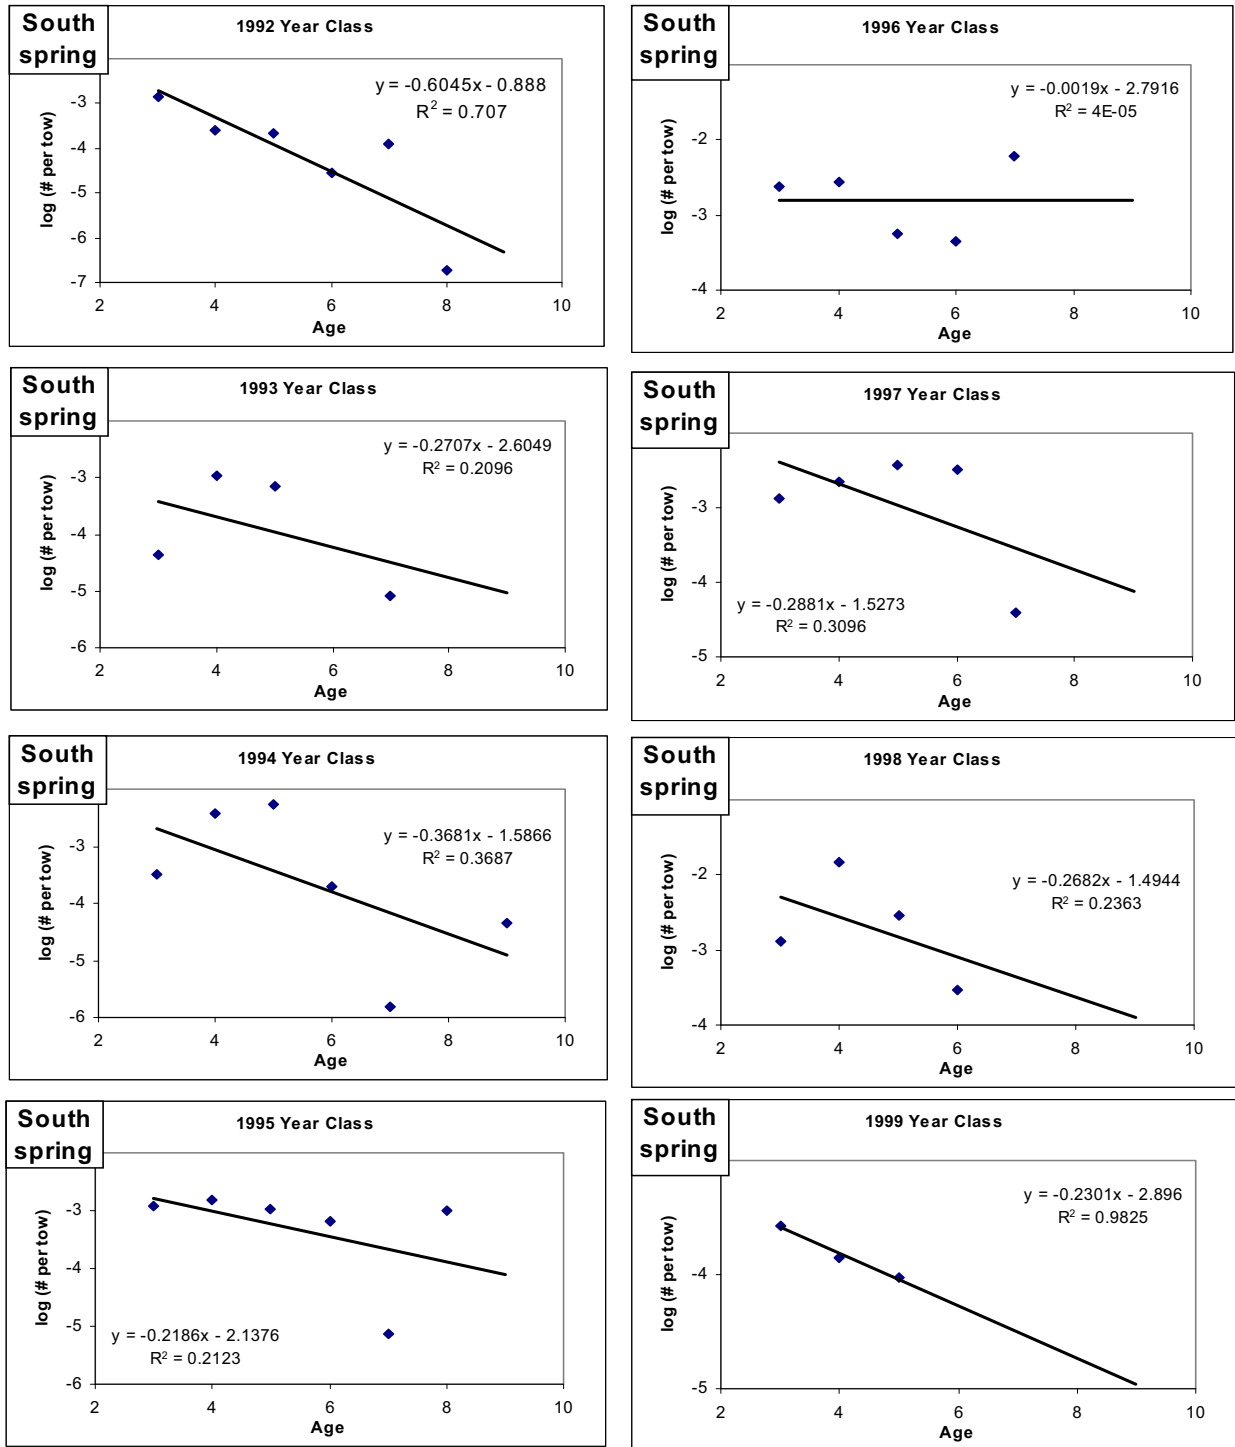 South
spring
1992 Year Class
y = -0.6045x - 0.888
R² = 0.707
log (# per tow)
-3
-4
-5
-6
-7
2
4
6
8
10
Age
South
spring
1996 Year Class
y = -0.0019x - 2.7916
R² = 4E-05
log (# per tow)
-2
-3
-4
2
4
6
8
10
Age
South
spring
1993 Year Class
y = -0.2707x - 2.6049
R² = 0.2096
log (# per tow)
-3
-4
-5
-6
2
4
6
8
10
Age
South
spring
1997 Year Class
log (# per tow)
-3
-4
-5
y = -0.2881x - 1.5273
R² = 0.3096
2
4
6
8
10
Age
South
spring
1994 Year Class
y = -0.3681x - 1.5866
R² = 0.3687
log (# per tow)
-3
-4
-5
-6
2
4
6
8
10
Age
South
spring
1998 Year Class
y = -0.2682x - 1.4944
R² = 0.2363
log (# per tow)
-2
-3
-4
2
4
6
8
10
Age
South
spring
1995 Year Class
log (# per tow)
-3
-4
-5
-6
y = -0.2186x - 2.1376
R² = 0.2123
2
4
6
8
10
Age
South
spring
1999 Year Class
y = -0.2301x - 2.896
R² = 0.9825
log (# per tow)
-4
-5
2
4
6
8
10
Age